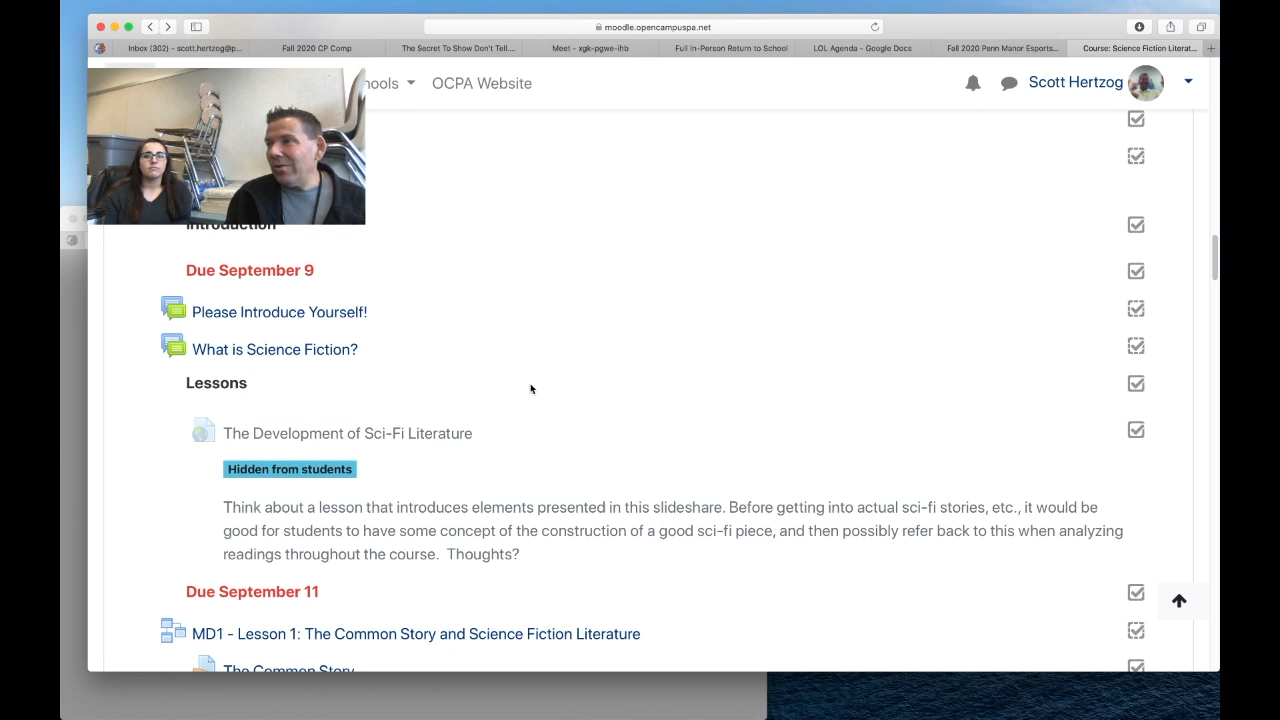 moodle.opencampuspa.net
Inbox (302) - scott.hertzog@p...
Fall 2020 CP Comp
The Secret To Show Don't Tell....
Meet - xgk-pgwe-ihb
Full In-Person Return to School
LOL Agenda - Google Docs
Fall 2020 Penn Manor Esports...
Course: Science Fiction Literat...
hools
OCPA Website
Scott Hertzog
Introduction
Due September 9
Please Introduce Yourself!
What is Science Fiction?
Lessons
The Development of Sci-Fi Literature
Hidden from students
Think about a lesson that introduces elements presented in this slideshare. Before getting into actual sci-fi stories, etc., it would be
good for students to have some concept of the construction of a good sci-fi piece, and then possibly refer back to this when analyzing
readings throughout the course. Thoughts?
Due September 11
MD1 - Lesson 1: The Common Story and Science Fiction Literature
The Common Story